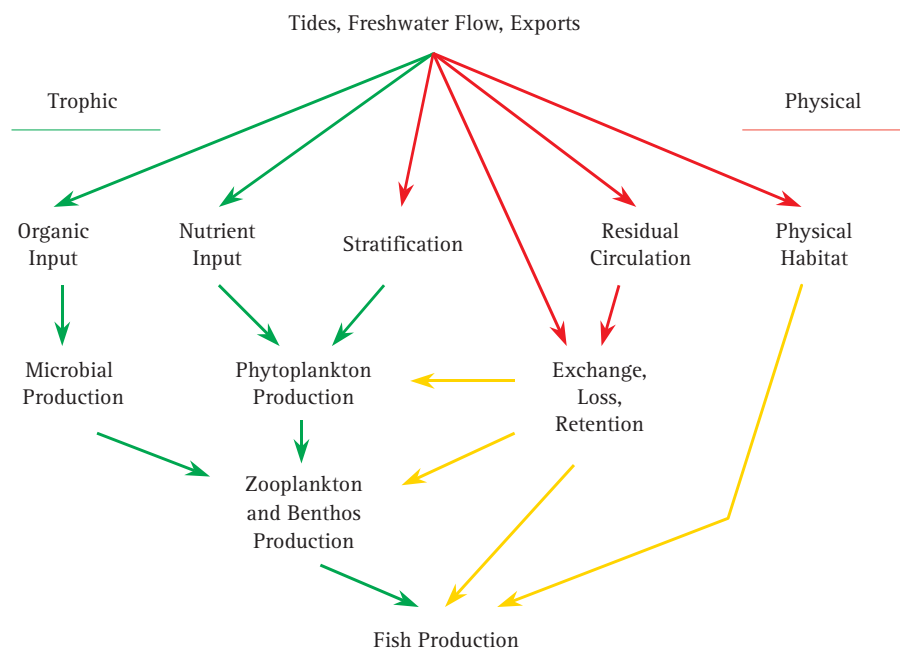 Tides, Freshwater Flow, Exports
Trophic
Physical
Organic
Input
Nutrient
Input
Stratification
Residual
Circulation
Physical
Habitat
Microbial
Production
Phytoplankton
Production
Exchange,
Loss,
Retention
Zooplankton
and Benthos
Production
Fish Production